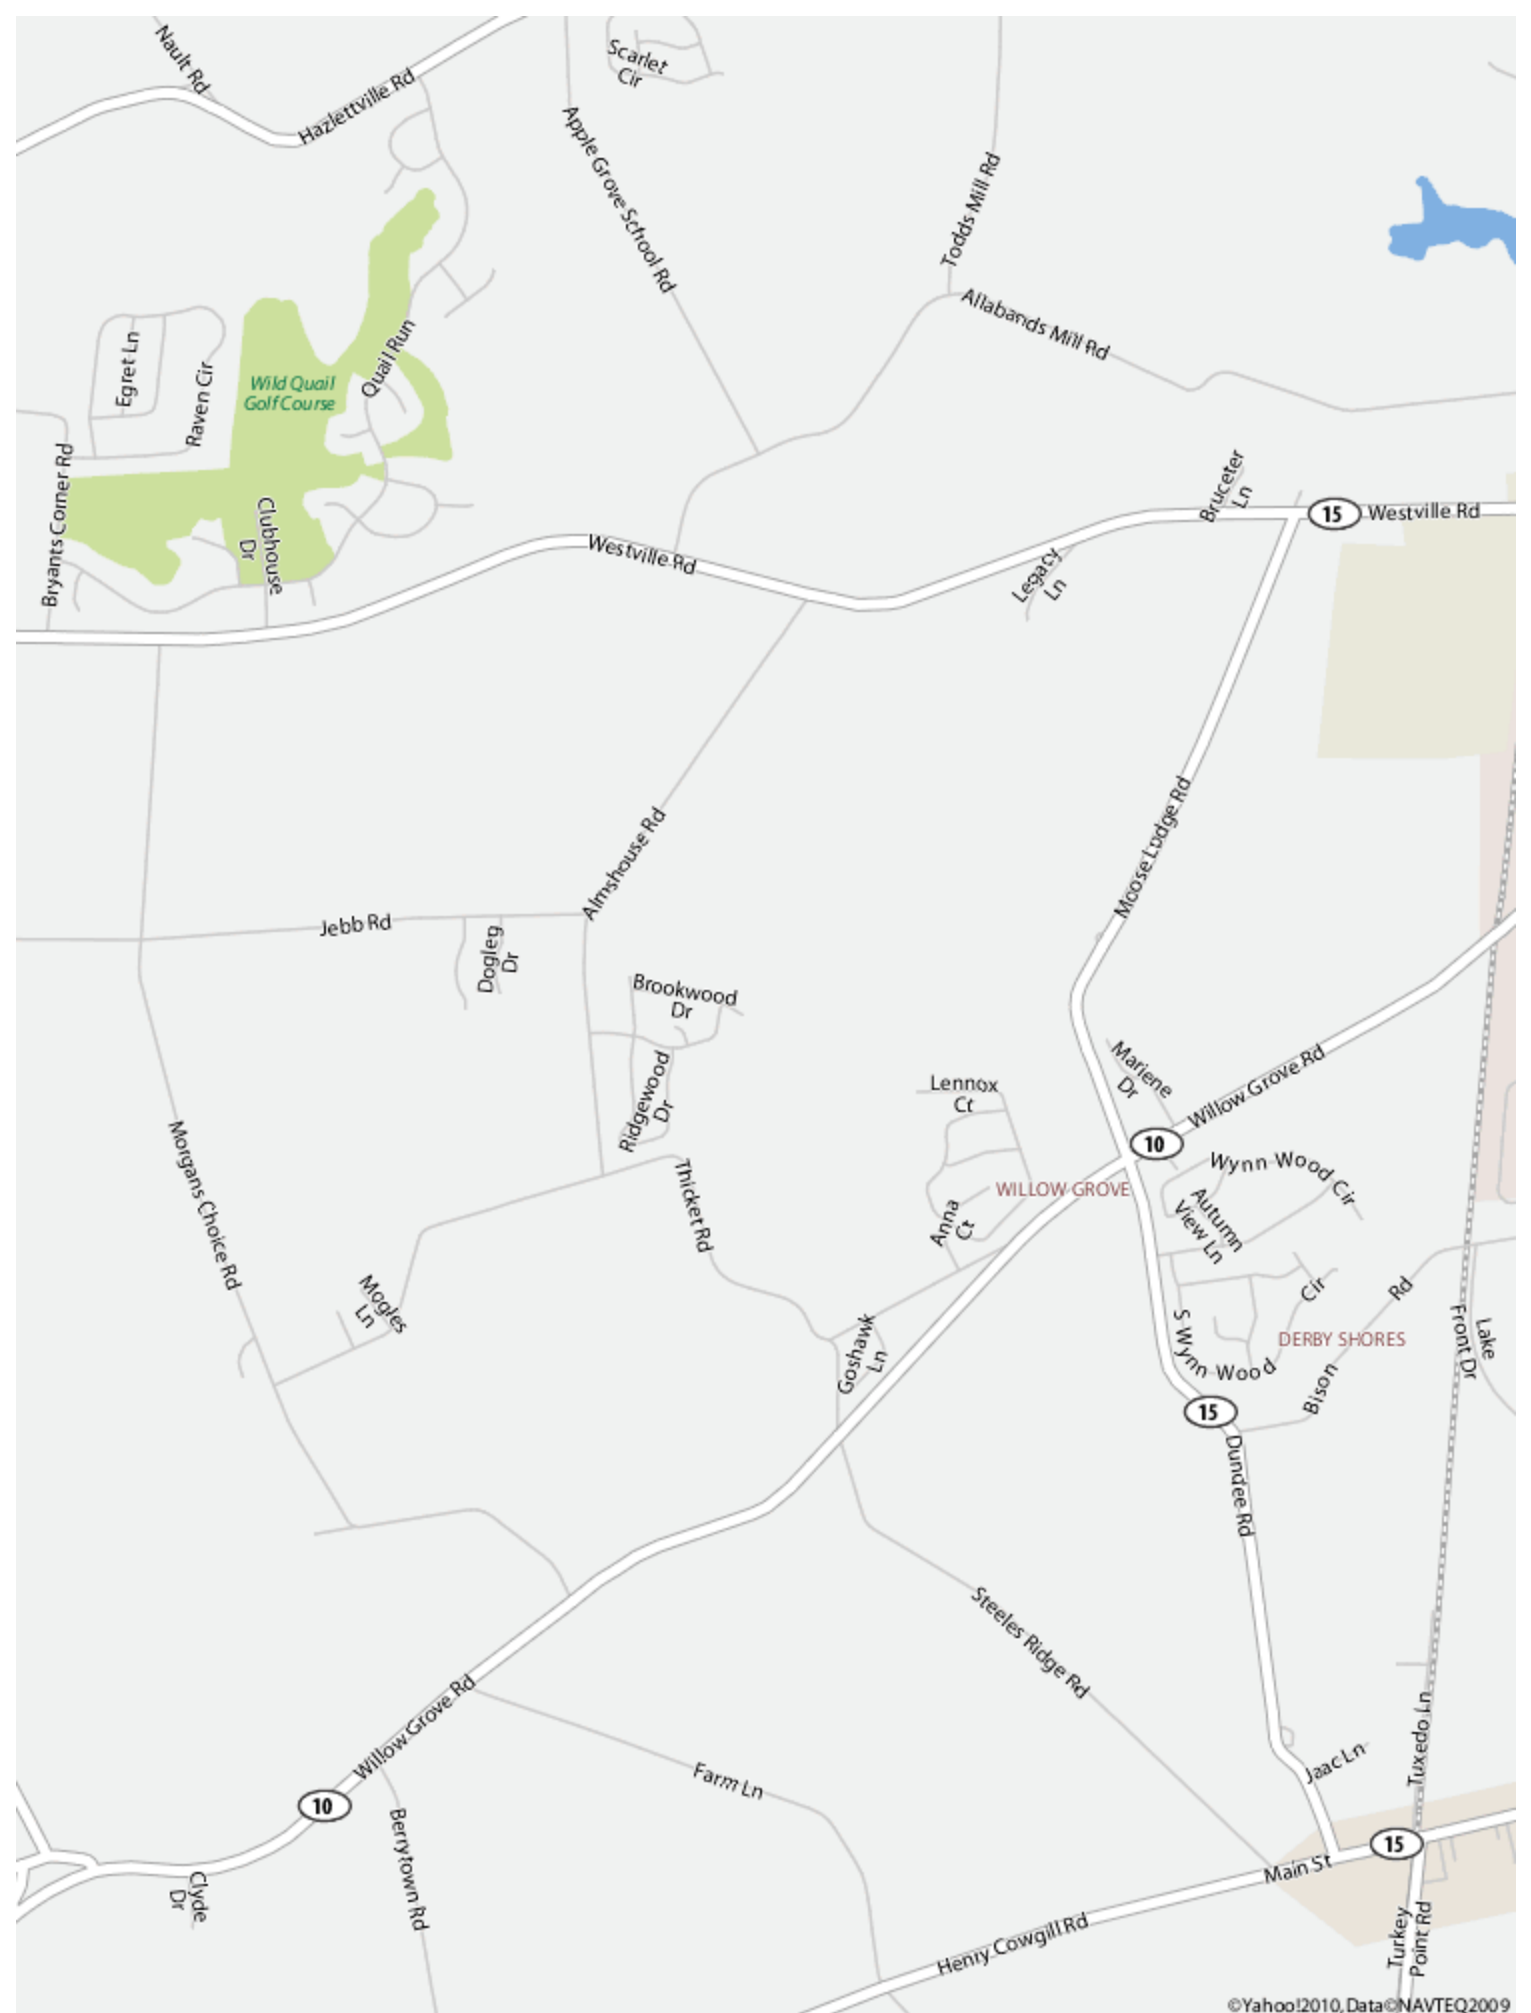 Nault Rd
Hazlettville Rd
Scarlet
Cir
Apple Grove School Rd
Todds Mill Rd
Allabands Mill Rd
Egret Ln
Raven Cir
Wild Quail
Golf Course
Quail Run
Bryants Corner Rd
Clubhouse
Dr
Westville Rd
Bruceter
Ln
15
Westville Rd
Legacy
Ln
Moose Lodge Rd
Almshouse Rd
Jebb Rd
Dogleg
Dr
Brookwood
Dr
Ridgewood
Dr
Lennox
Ct
Marlene
Dr
Willow Grove Rd
10
Morgans Choice Rd
Thicket Rd
WILLOW GROVE
Anna
Ct
Wynn Wood Cir
Autumn
View Ln
Mogles
Ln
Goshawk
Ln
S Wynn Wood
Cir
Bison
Rd
DERBY SHORES
Lake
Front Dr
15
Dundee Rd
Steeles Ridge Rd
Willow Grove Rd
10
Farm Ln
Jaac Ln
Tuxedo Ln
Berrytown Rd
Clyde
Dr
Main St
15
Henry Cowgill Rd
Turkey
Point Rd
©Yahoo!2010, Data©NAVTEQ2009